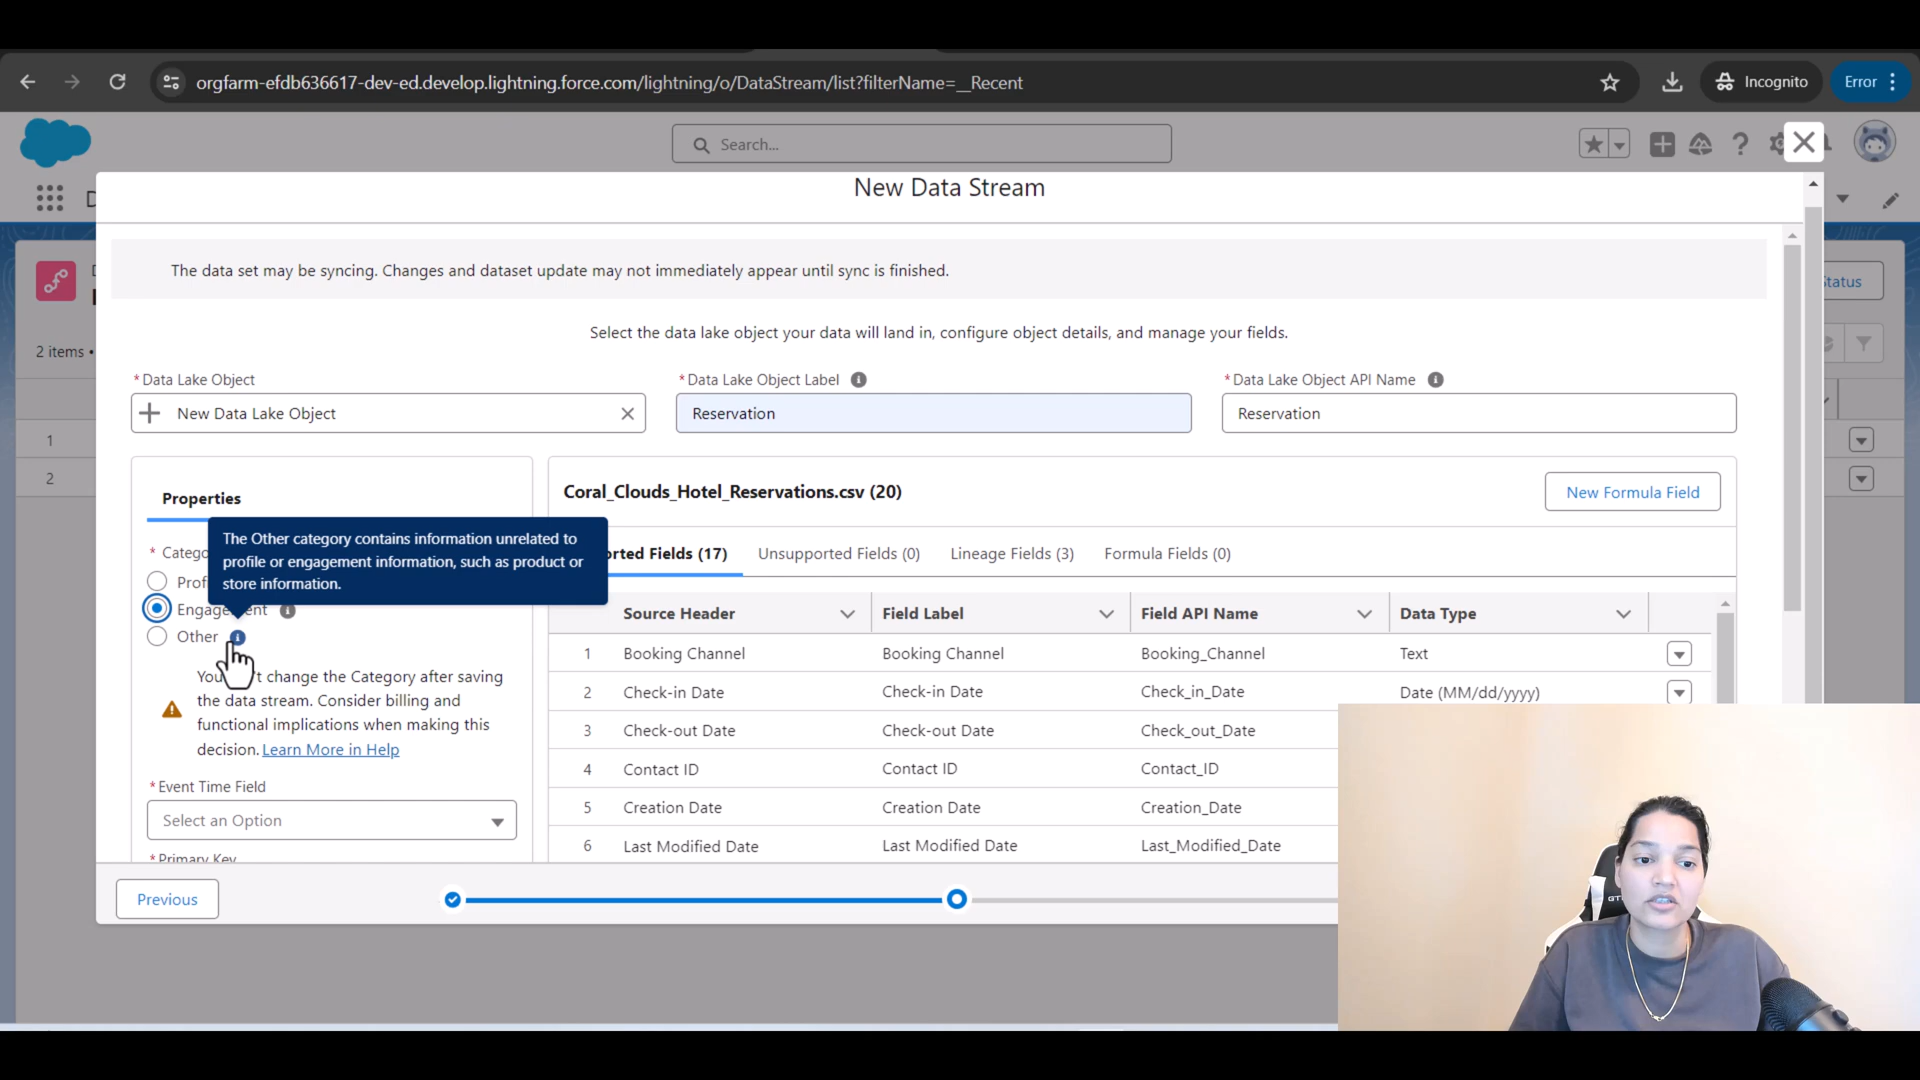 orgfarm-efdb636617-dev-ed.develop.lightning.force.com/lightning/o/DataStream/list?filterName=__Recent
Incognito
Error
Search...
New Data Stream
The data set may be syncing. Changes and dataset update may not immediately appear until sync is finished.
Status
Select the data lake object your data will land in, configure object details, and manage your fields.
2 items •
* Data Lake Object
* Data Lake Object Label
* Data Lake Object API Name
New Data Lake Object
Reservation
Reservation
1
2
Properties
Coral_Clouds_Hotel_Reservations.csv (20)
New Formula Field
The Other category contains information unrelated to
profile or engagement information, such as product or
store information.
* Catego
Prof
Engagement
Other
orted Fields (17)
Unsupported Fields (0)
Lineage Fields (3)
Formula Fields (0)
Source Header
Field Label
Field API Name
Data Type
1 Booking Channel Booking Channel Booking_Channel Text
2 Check-in Date Check-in Date Check_in_Date Date (MM/dd/yyyy)
3 Check-out Date Check-out Date Check_out_Date
4 Contact ID Contact ID Contact_ID
5 Creation Date Creation Date Creation_Date
6 Last Modified Date Last Modified Date Last_Modified_Date
You t change the Category after saving
the data stream. Consider billing and
functional implications when making this
decision. Learn More in Help
* Event Time Field
Select an Option
* Primary Key
Previous